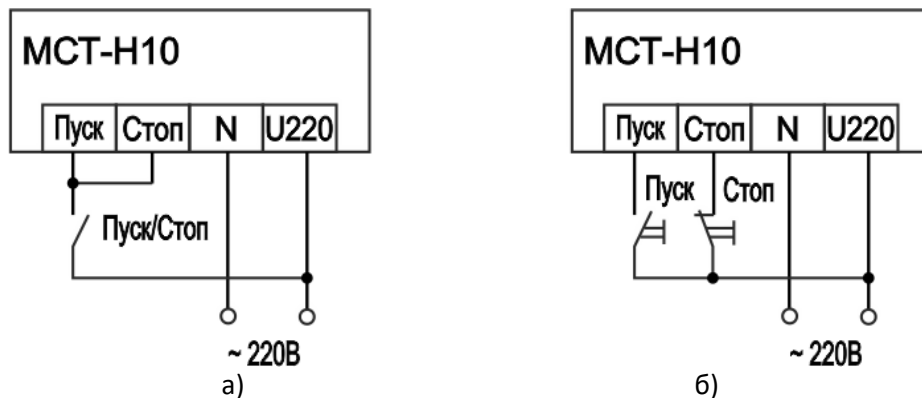 МСТ-Н10
Пуск Стоп N U220
Пуск/Стоп
~ 220В
а)
МСТ-Н10
Пуск Стоп N U220
Пуск Стоп
~ 220В
б)